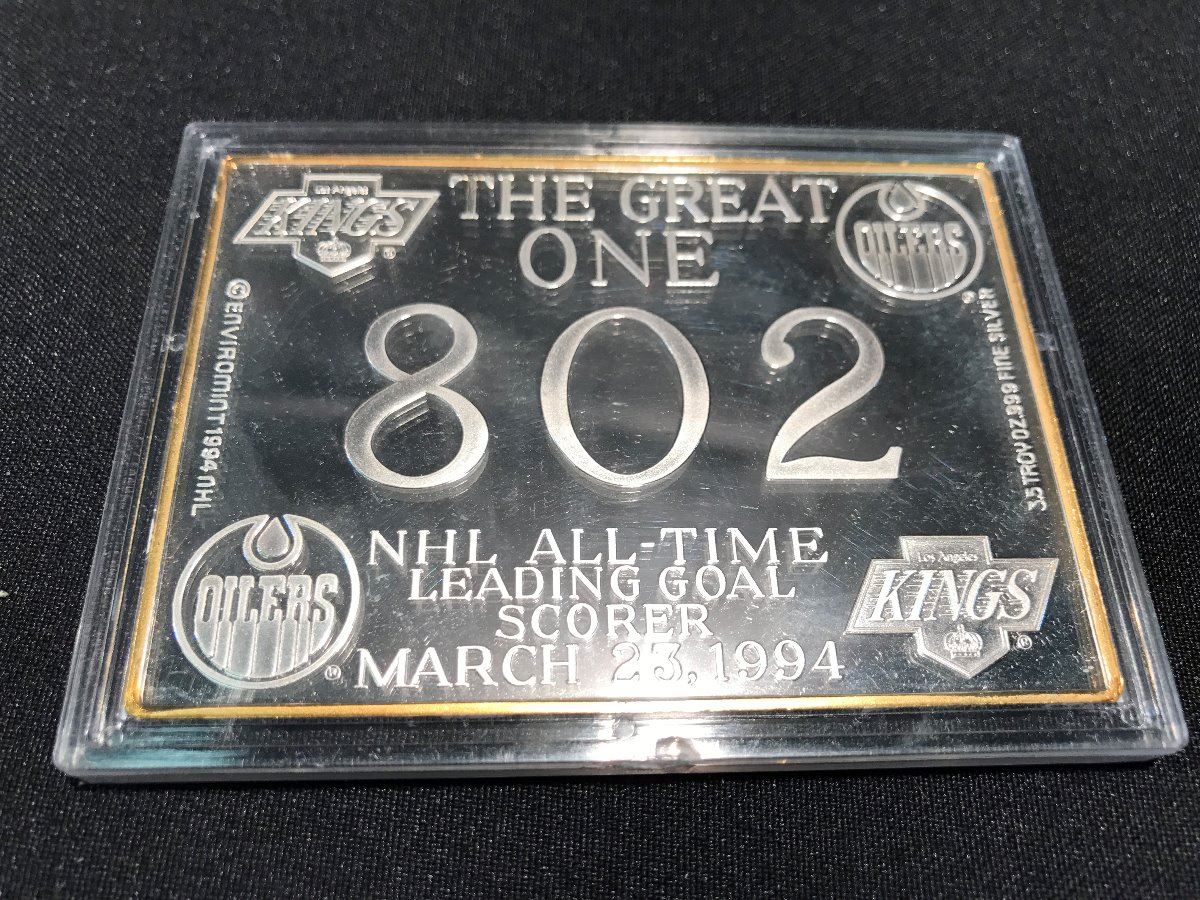 Los Angeles
KINGS
®
THE GREAT
ONE
OILERS
®
© ENVIROMINT 1994 NHL
802
3.5 TROY OZ .999 FINE SILVER
OILERS
®
NHL ALL-TIME
LEADING GOAL
SCORER
MARCH 23, 1994
Los Angeles
KINGS
®